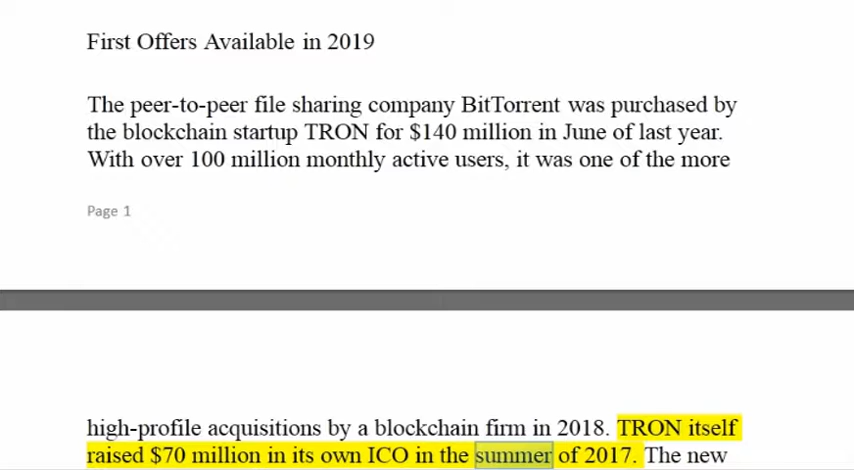 First Offers Available in 2019
The peer-to-peer file sharing company BitTorrent was purchased by
the blockchain startup TRON for $140 million in June of last year.
With over 100 million monthly active users, it was one of the more
Page 1
high-profile acquisitions by a blockchain firm in 2018. TRON itself
raised $70 million in its own ICO in the summer of 2017. The new